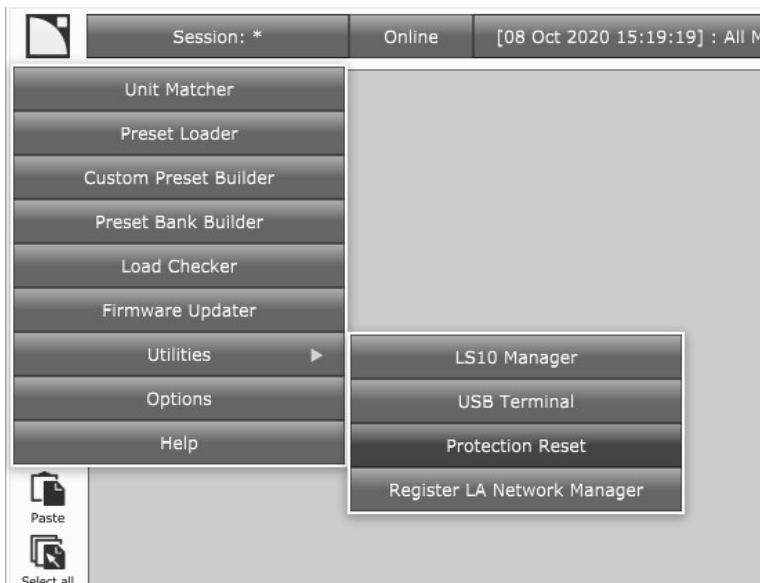 Session: *
Online
[08 Oct 2020 15:19:19] : All M
Unit Matcher
Preset Loader
Custom Preset Builder
Preset Bank Builder
Load Checker
Firmware Updater
Utilities
Options
Help
LS10 Manager
USB Terminal
Protection Reset
Register LA Network Manager
Paste
Select all